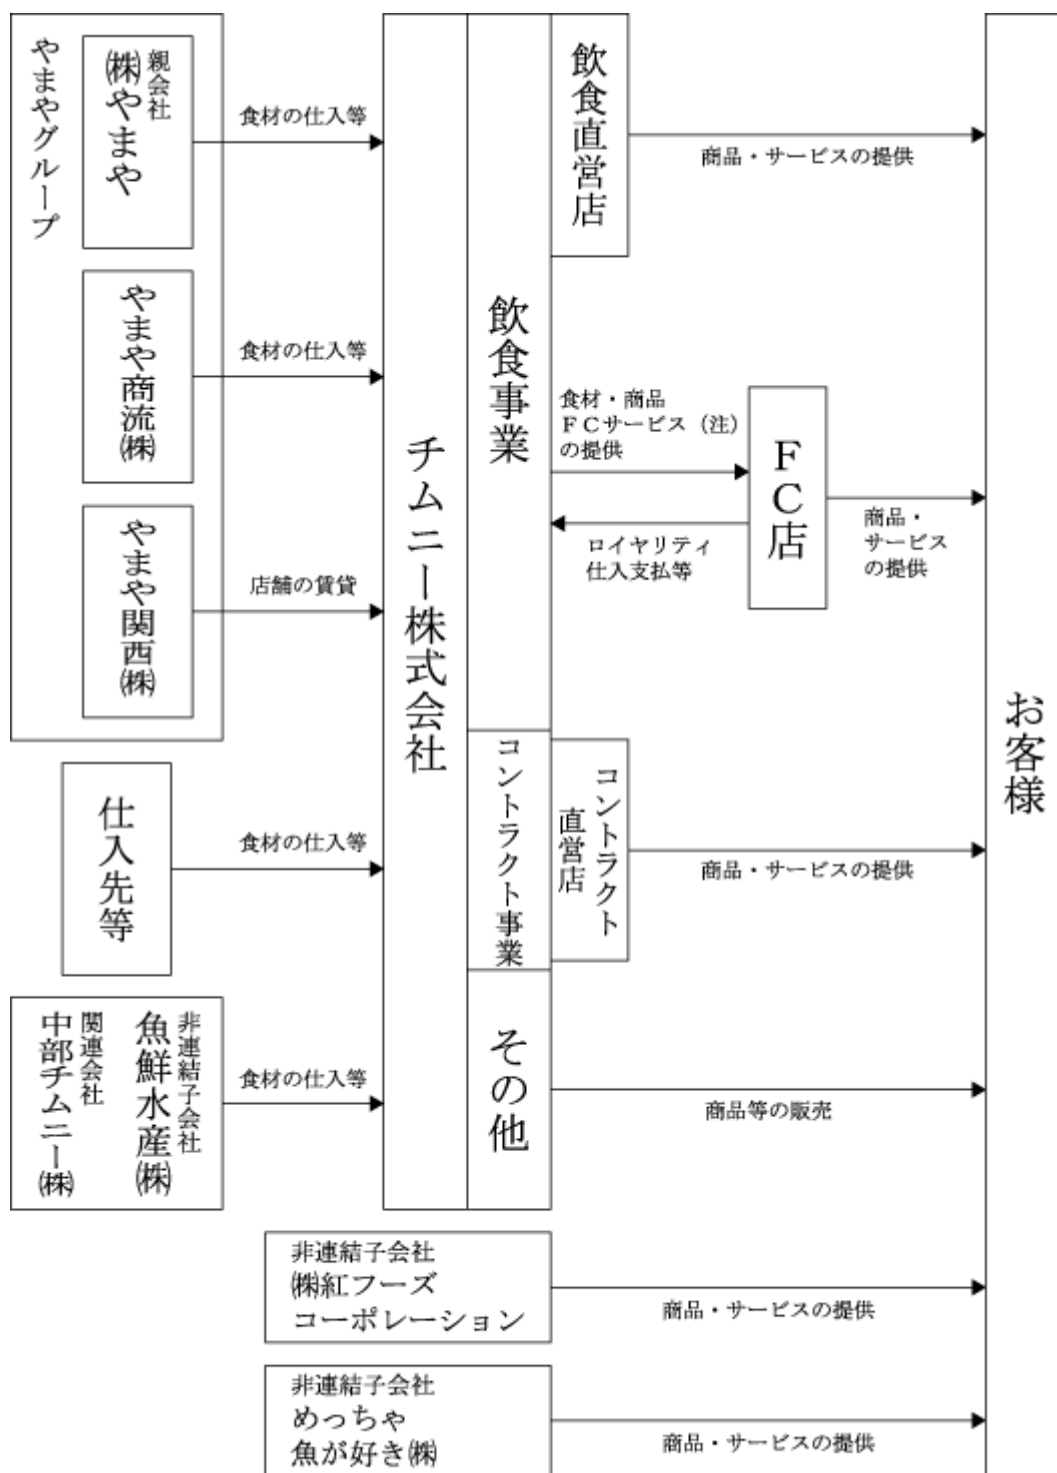 やまやグループ
親会社
㈱やまや
食材の仕入等
やまや商流㈱
食材の仕入等
やまや関西㈱
店舗の賃貸
仕入先等
食材の仕入等
非連結子会社
魚鮮水産㈱
関連会社
中部チムニー㈱
食材の仕入等
チムニー株式会社
飲食事業
飲食直営店
商品・サービスの提供
食材・商品
ＦＣサービス（注）
の提供
ロイヤリティ
仕入支払等
ＦＣ店
商品・
サービス
の提供
コントラクト事業
コントラクト
直営店
商品・サービスの提供
その他
商品等の販売
非連結子会社
㈱紅フーズ
コーポレーション
商品・サービスの提供
非連結子会社
めっちゃ
魚が好き㈱
商品・サービスの提供
お客様